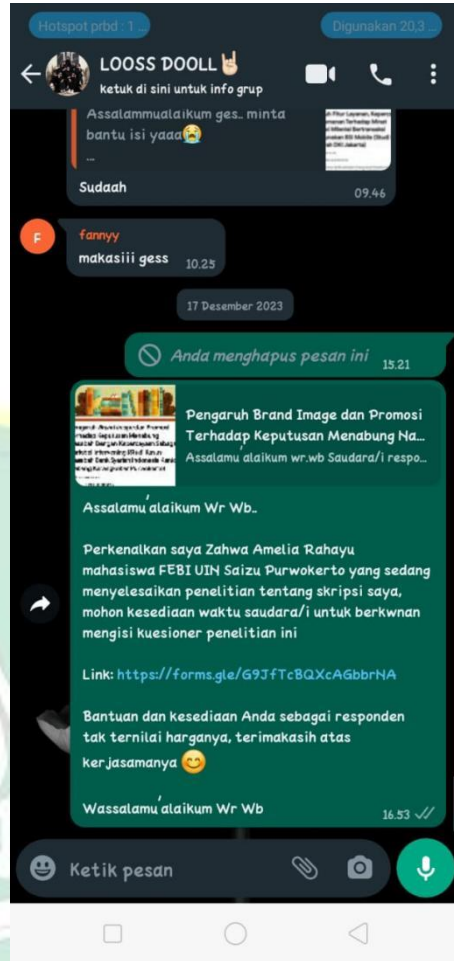 Hotspot prbd : 1 ...
Digunakan 20,3 ...
LOOSS DOOLL🤘🏻
ketuk di sini untuk info grup
Assalammualaikum ges.. minta
bantu isi yaaa😭
...
Sudaah
09.46
F
fannyy
makasiii gess
10.25
17 Desember 2023
Anda menghapus pesan ini
15.21
Pengaruh Brand Image dan Promosi
Terhadap Keputusan Menabung Na...
Assalamu'alaikum wr.wb Saudara/i respo...
Assalamu'alaikum Wr Wb..
Perkenalkan saya Zahwa Amelia Rahayu
mahasiswa FEBI UIN Saizu Purwokerto yang sedang
menyelesaikan penelitian tentang skripsi saya,
mohon kesediaan waktu saudara/i untuk berkwnan
mengisi kuesioner penelitian ini
Link: https://forms.gle/G9JfTcBQXcAGbbrNA
Bantuan dan kesediaan Anda sebagai responden
tak ternilai harganya, terimakasih atas
kerjasamanya 😊
Wassalamu'alaikum Wr Wb
16.53
Ketik pesan